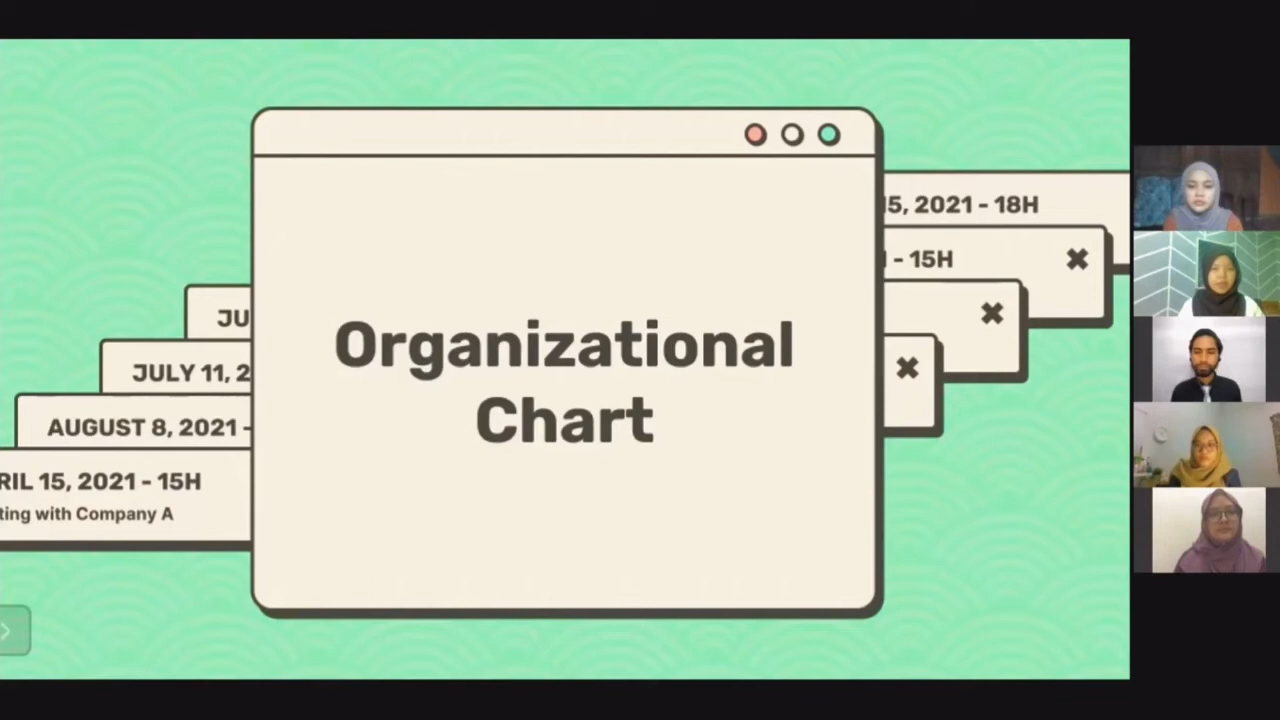 Organizational
Chart
JU
JULY 11, 2
AUGUST 8, 2021 -
RIL 15, 2021 - 15H
ting with Company A
15, 2021 - 18H
- 15H